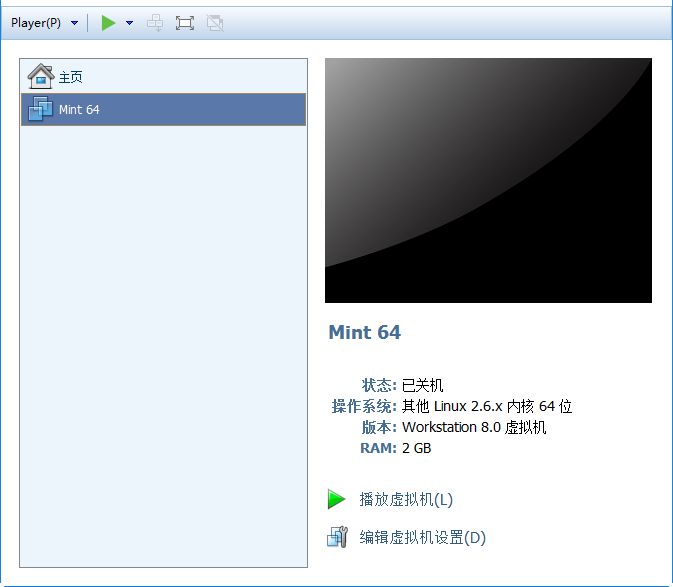 Player(P)
主页
Mint 64
Mint 64
状态: 已关机
操作系统: 其他 Linux 2.6.x 内核 64 位
版本: Workstation 8.0 虚拟机
RAM: 2 GB
播放虚拟机(L)
编辑虚拟机设置(D)